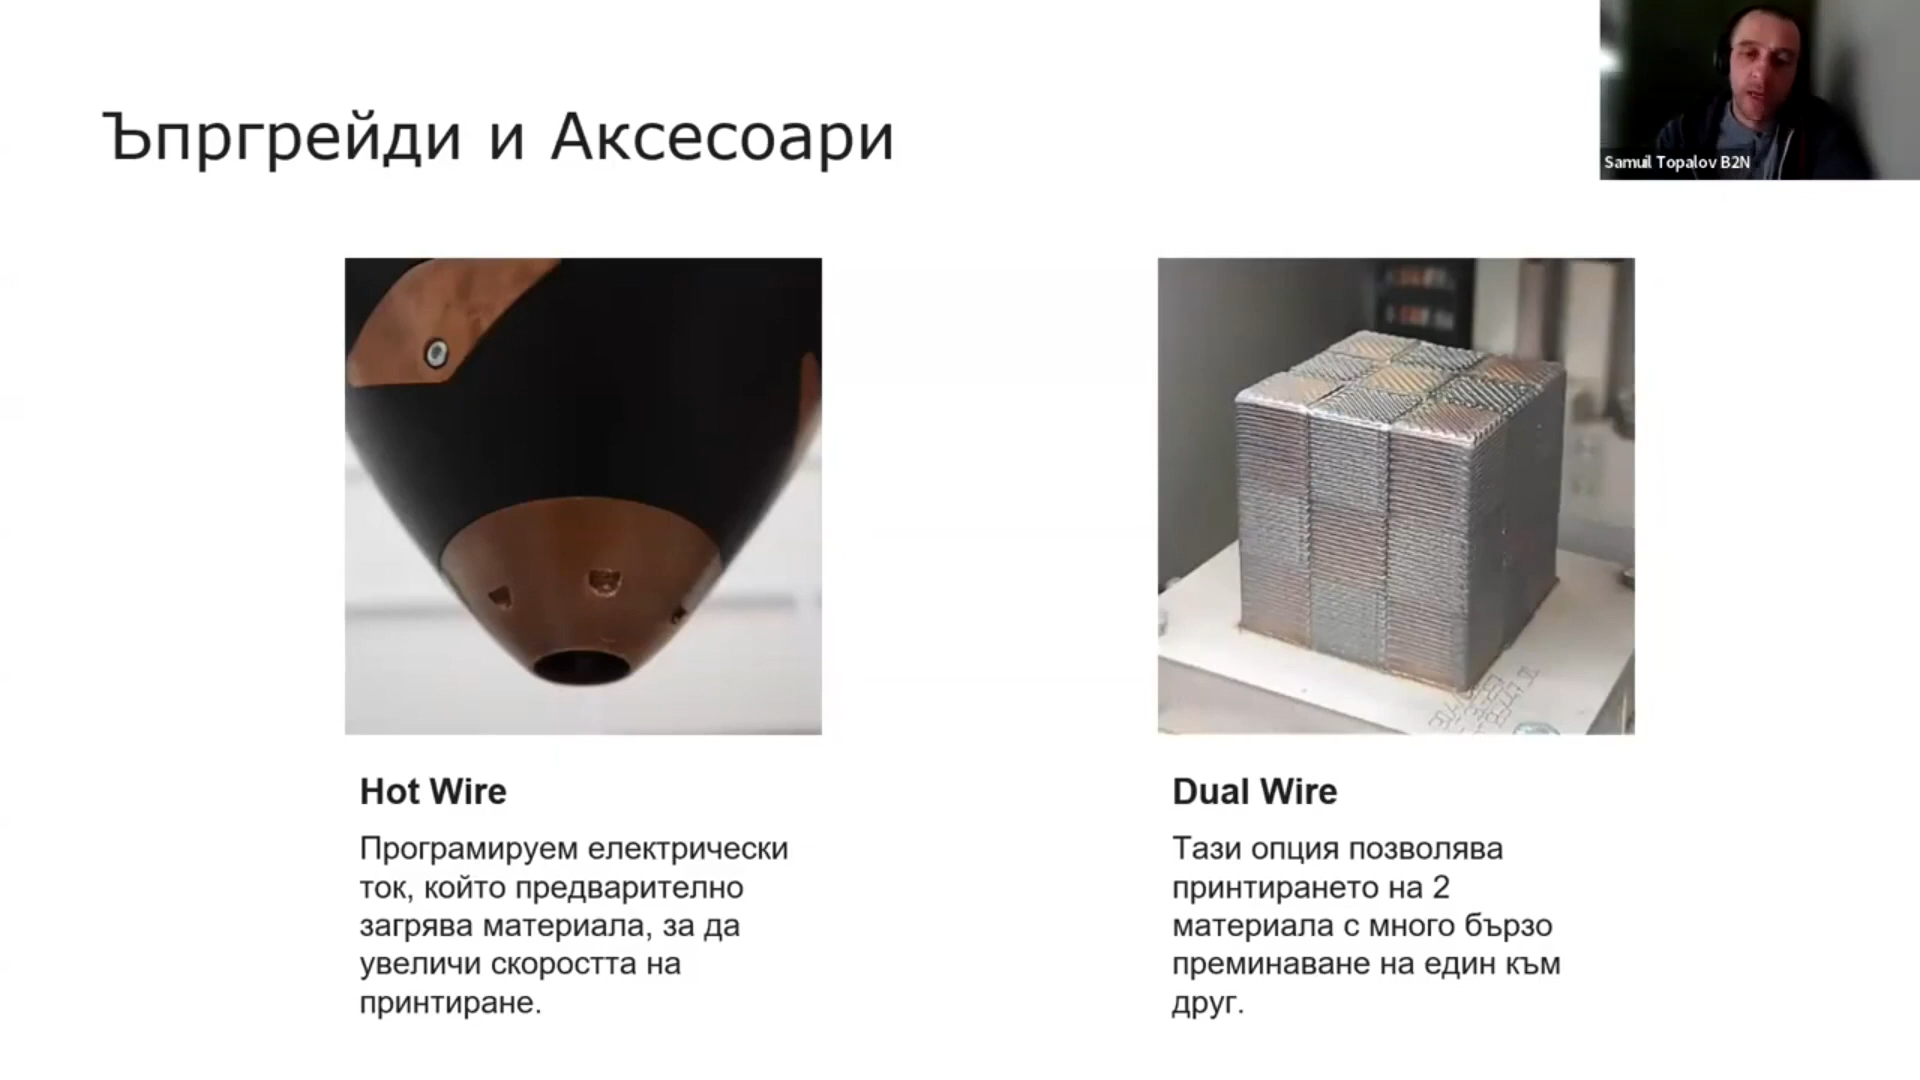 Ъпргрейди и Аксесоари
Samuil Topalov B2N
Hot Wire
Програмируем електрически
ток, който предварително
загрява материала, за да
увеличи скоростта на
принтиране.
Dual Wire
Тази опция позволява
принтирането на 2
материала с много бързо
преминаване на един към
друг.